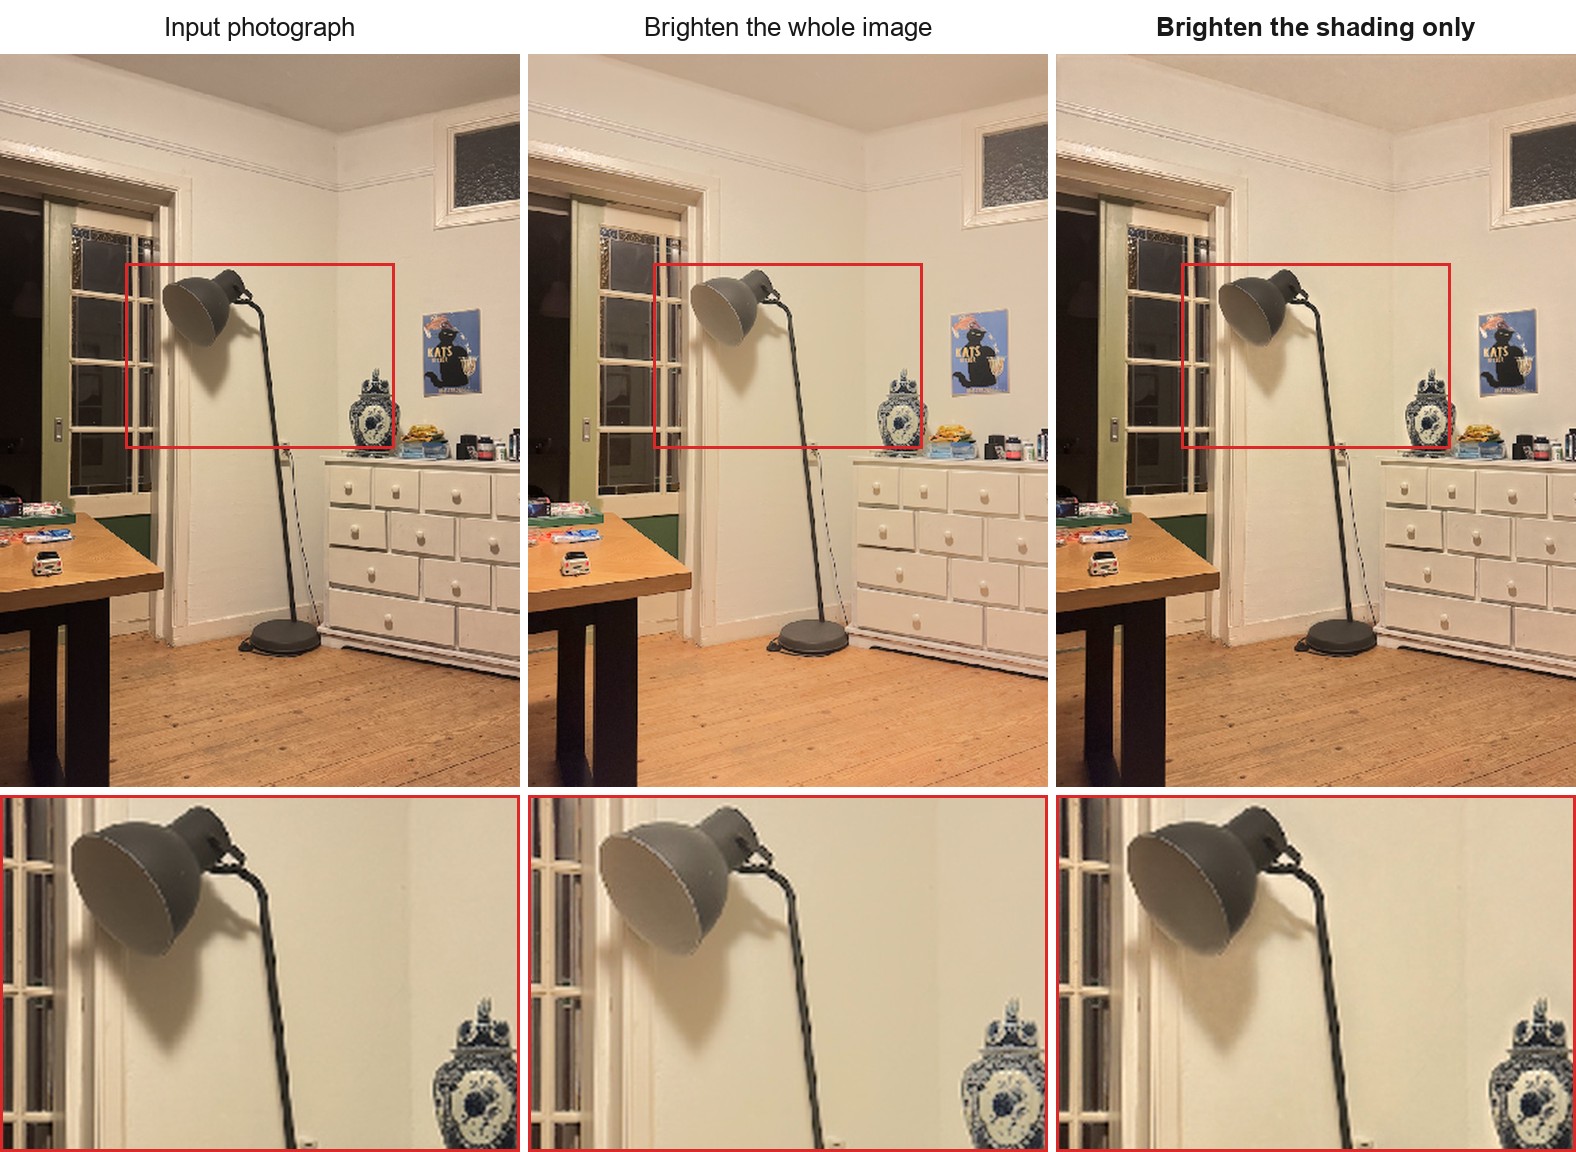 Input photograph
Brighten the whole image
Brighten the shading only
KATS
KATS
KATS